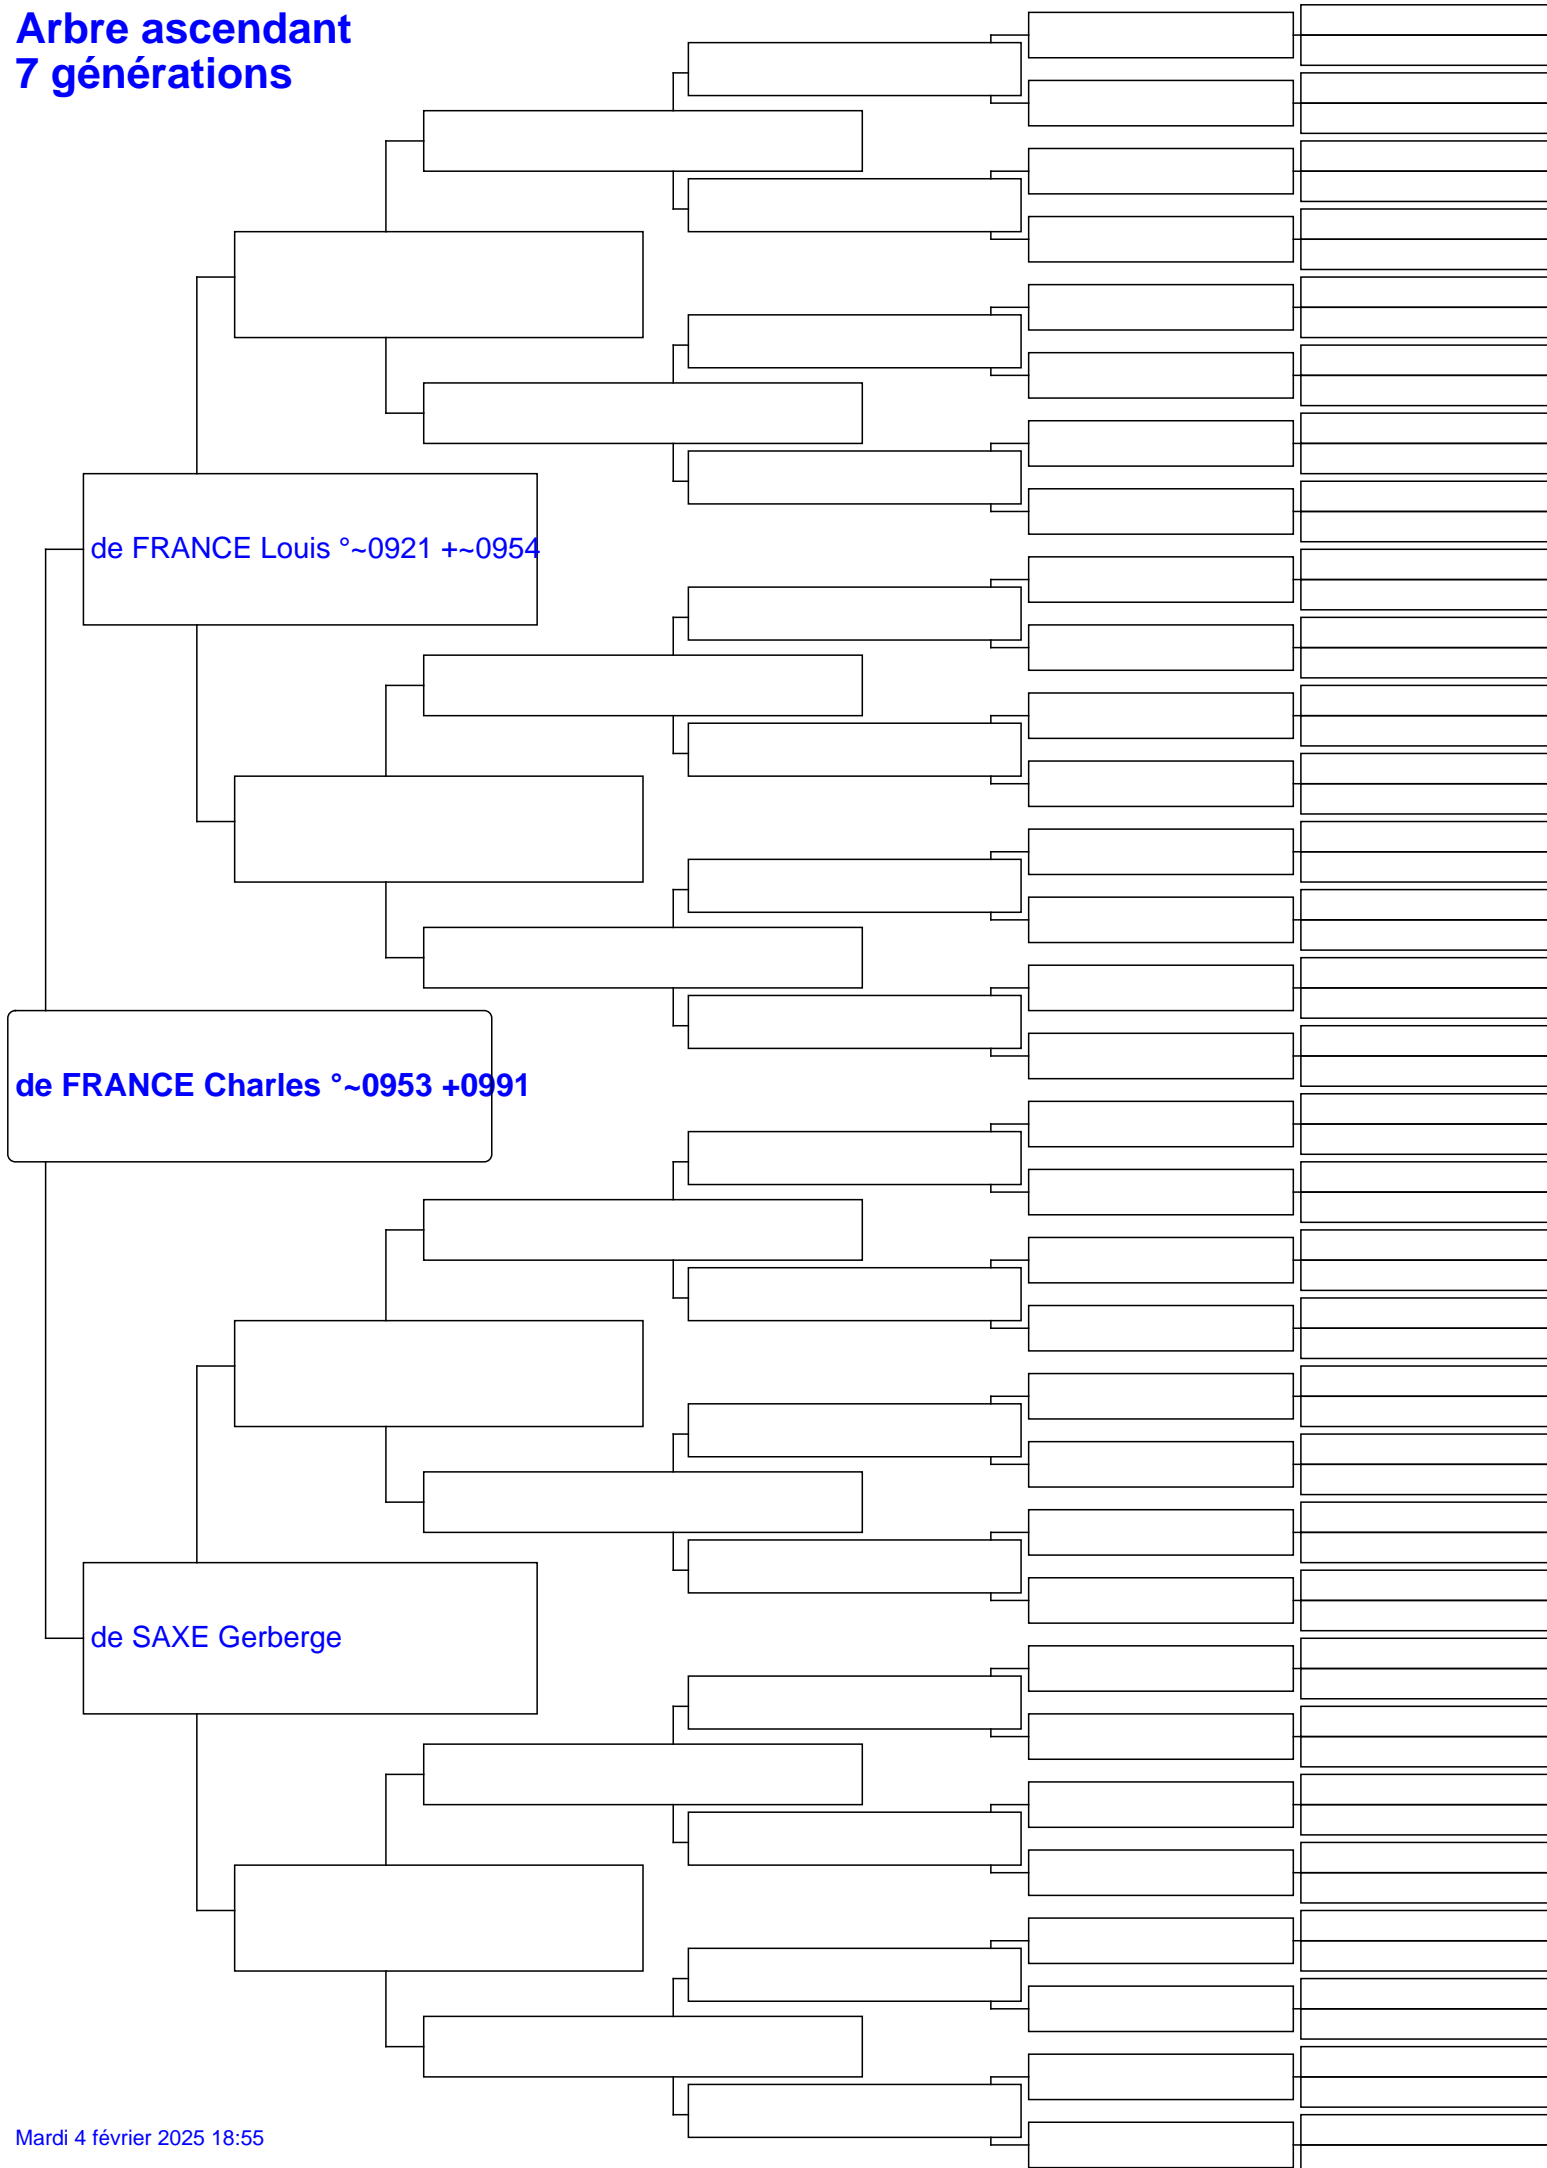 Arbre ascendant
7 générations
de FRANCE Louis °~0921 +~0954
de FRANCE Charles °~0953 +0991
de SAXE Gerberge
Mardi 4 février 2025 18:55